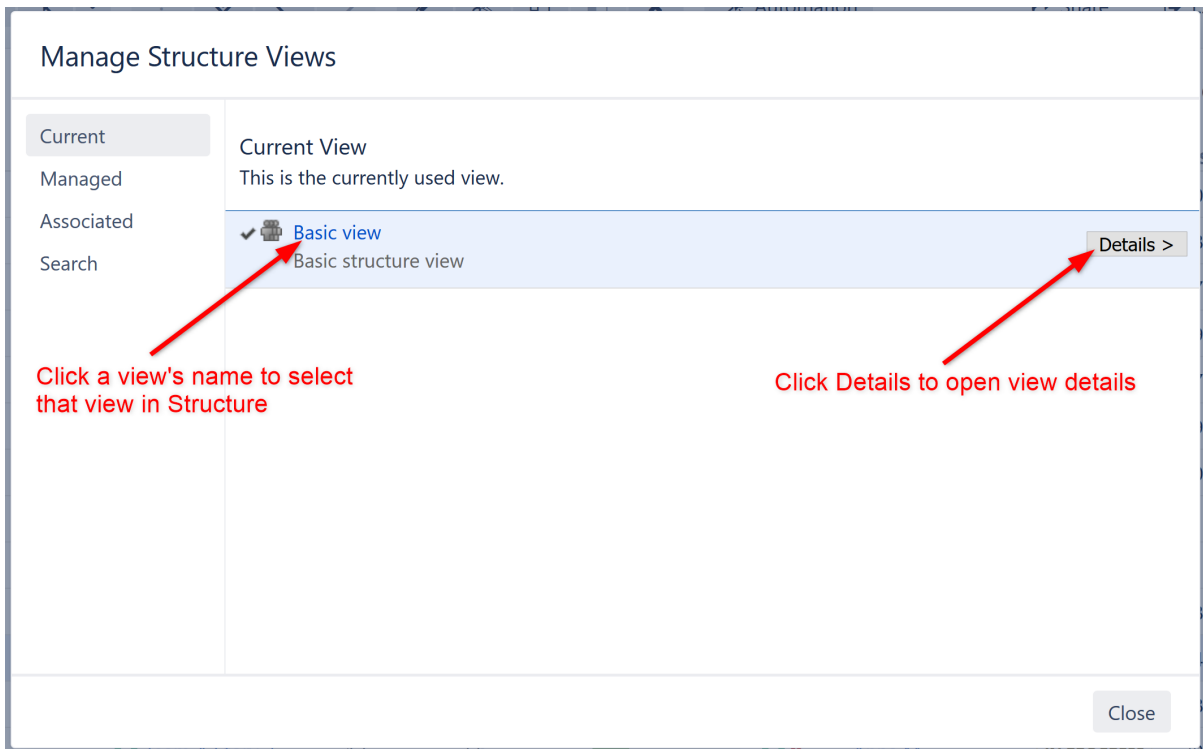 Automation
Manage Structure Views
Current
Managed
Associated
Search
Current View
This is the currently used view.
Basic view
Basic structure view
Details >
Click a view's name to select
that view in Structure
Click Details to open view details
Close